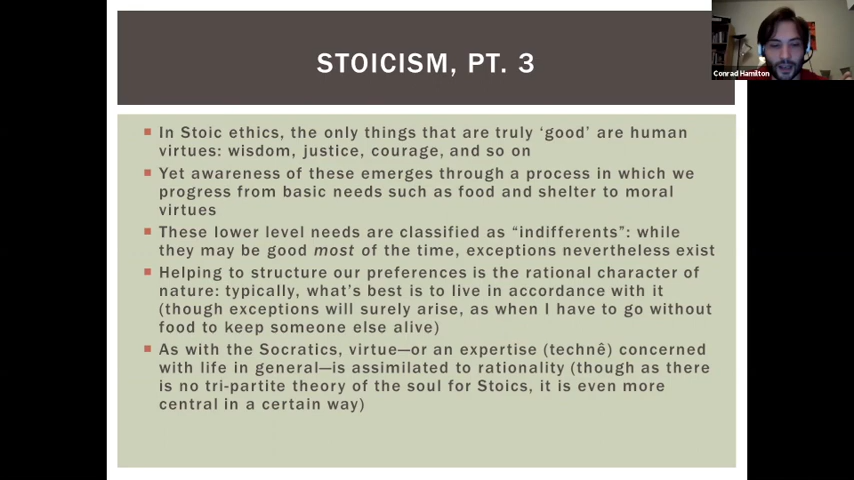 STOICISM, PT. 3
Conrad Hamilton
▪ In Stoic ethics, the only things that are truly ‘good’ are human
virtues: wisdom, justice, courage, and so on
▪ Yet awareness of these emerges through a process in which we
progress from basic needs such as food and shelter to moral
virtues
▪ These lower level needs are classified as “indifferents”: while
they may be good most of the time, exceptions nevertheless exist
▪ Helping to structure our preferences is the rational character of
nature: typically, what’s best is to live in accordance with it
(though exceptions will surely arise, as when I have to go without
food to keep someone else alive)
▪ As with the Socratics, virtue—or an expertise (technê) concerned
with life in general—is assimilated to rationality (though as there
is no tri-partite theory of the soul for Stoics, it is even more
central in a certain way)